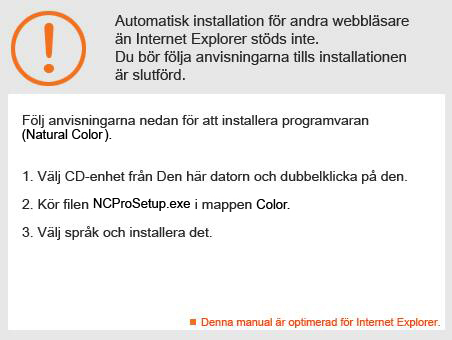 Automatisk installation för andra webbläsare
än Internet Explorer stöds inte.
Du bör följa anvisningarna tills installationen
är slutförd.
Följ anvisningarna nedan för att installera programvaran
(Natural Color).
1. Välj CD-enhet från Den här datorn och dubbelklicka på den.
2. Kör filen NCProSetup.exe i mappen Color.
3. Välj språk och installera det.
Denna manual är optimerad för Internet Explorer.